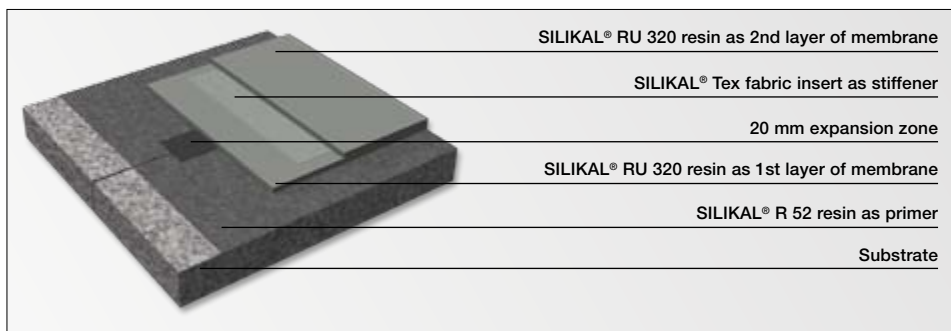 SILIKAL® RU 320 resin as 2nd layer of membrane
SILIKAL® Tex fabric insert as stiffener
20 mm expansion zone
SILIKAL® RU 320 resin as 1st layer of membrane
SILIKAL® R 52 resin as primer
Substrate